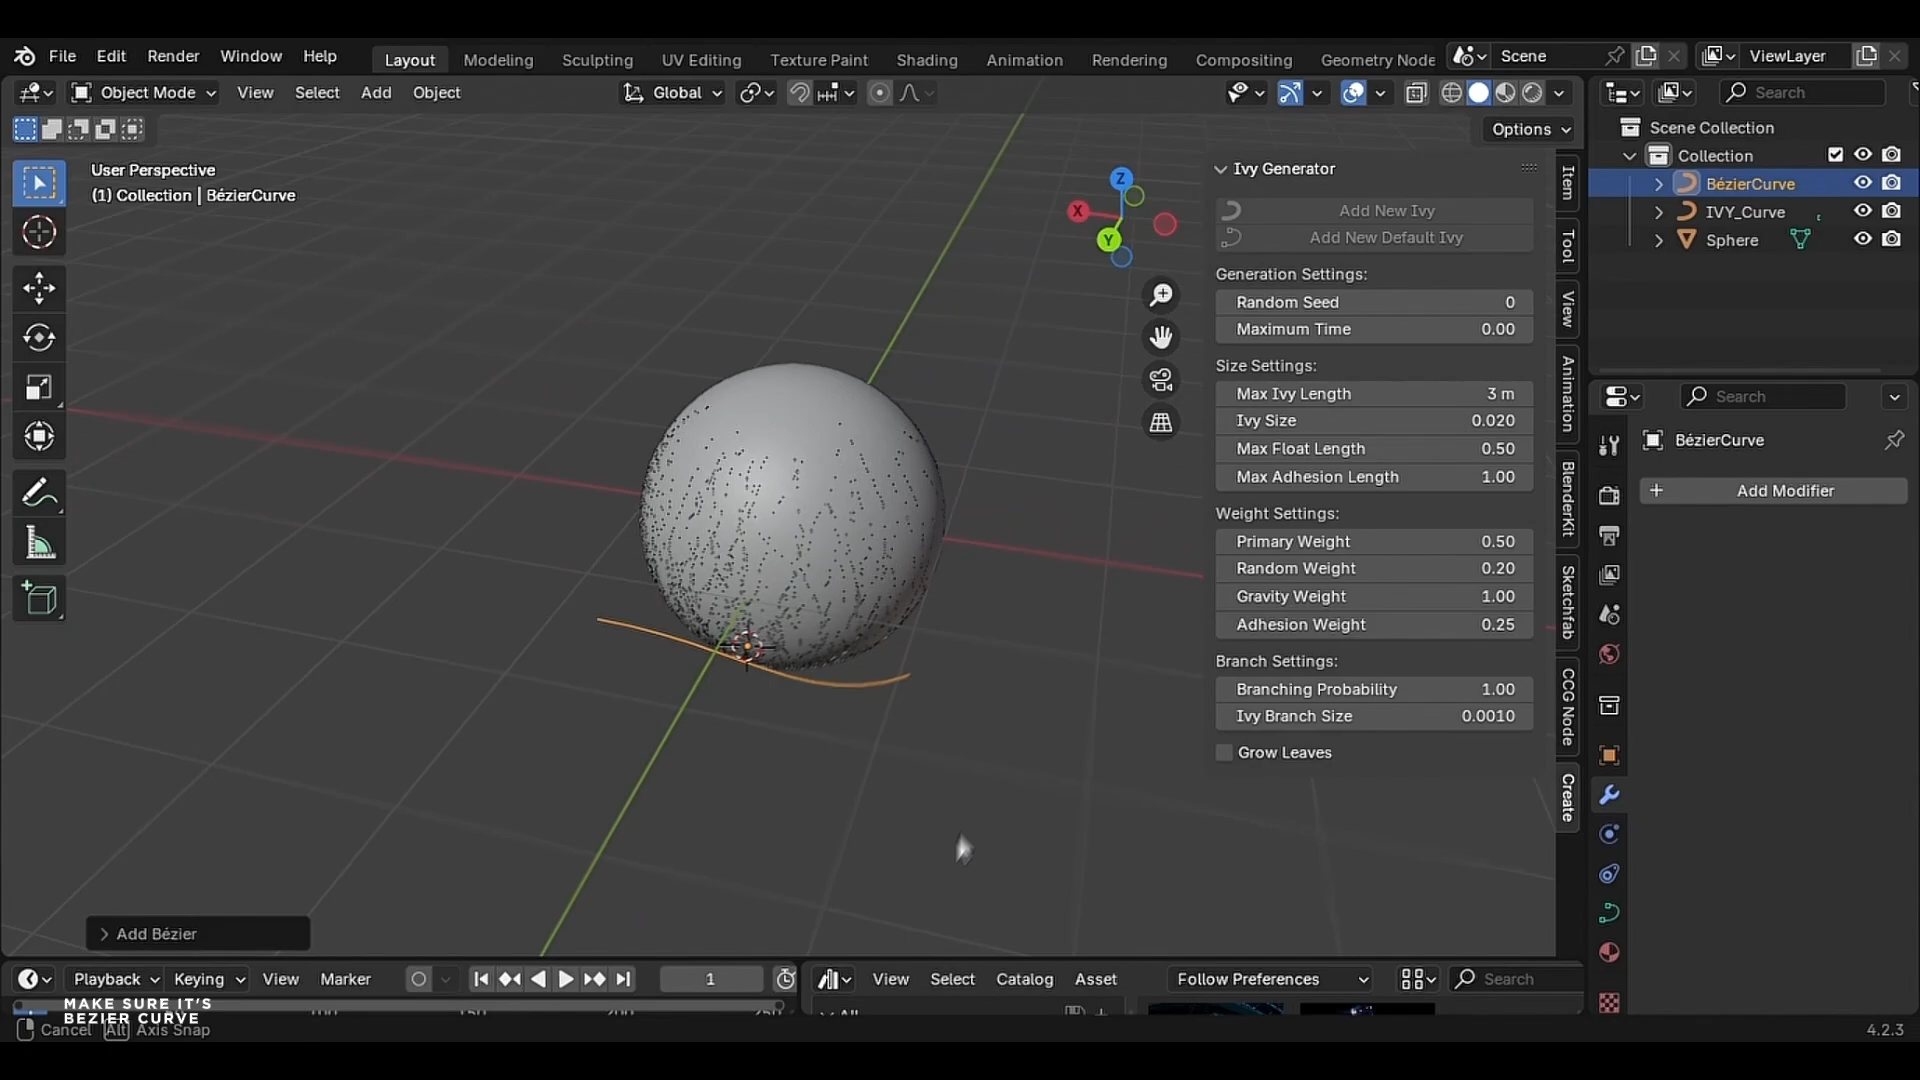 File Edit Render Window Help Layout Modeling Sculpting UV Editing Texture Paint Shading Animation Rendering Compositing Geometry Node Scene ViewLayer
Object Mode View Select Add Object Global Search
Options
User Perspective
(1) Collection | BézierCurve
X Y Z
Ivy Generator
Add New Ivy
Add New Default Ivy
Generation Settings:
Random Seed 0
Maximum Time 0.00
Size Settings:
Max Ivy Length 3 m
Ivy Size 0.020
Max Float Length 0.50
Max Adhesion Length 1.00
Weight Settings:
Primary Weight 0.50
Random Weight 0.20
Gravity Weight 1.00
Adhesion Weight 0.25
Branch Settings:
Branching Probability 1.00
Ivy Branch Size 0.0010
Grow Leaves
Item
Tool
View
Animation
BlenderKit
Sketchfab
CCG Node
Create
Scene Collection
Collection
BézierCurve
IVY_Curve
Sphere
Search
BézierCurve
Add Modifier
Add Bézier
Playback Keying View Marker 1 View Select Catalog Asset Follow Preferences Search
MAKE SURE IT'S
BEZIER CURVE
Cancel Alt Axis Snap
4.2.3